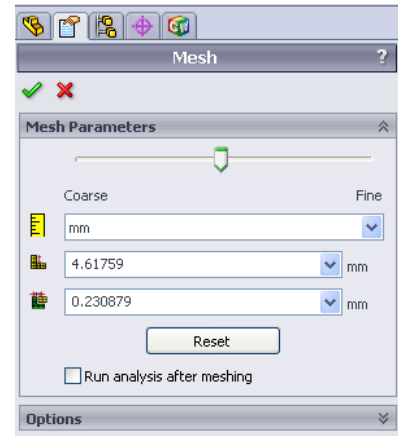 Mesh ?
Mesh Parameters
Coarse Fine
mm
4.61759 mm
0.230879 mm
Reset
Run analysis after meshing
Options